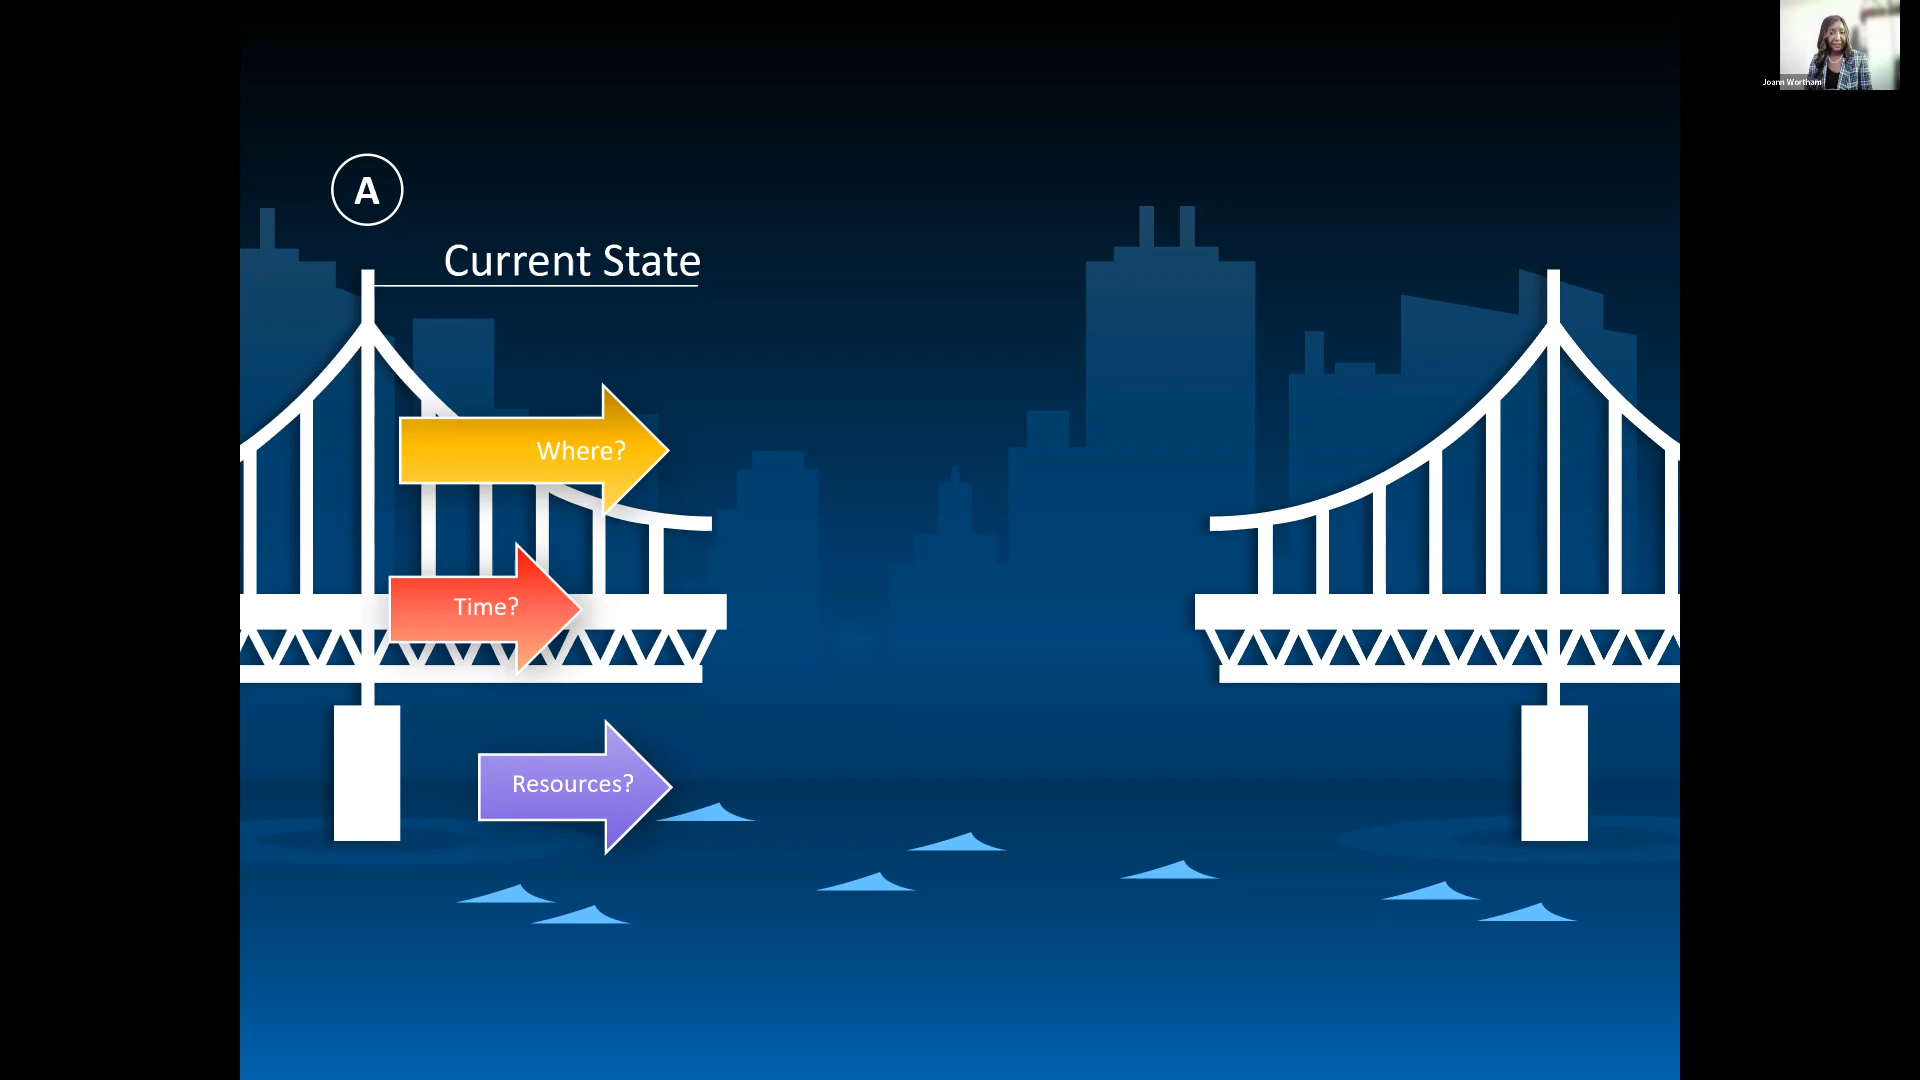 Joann Wortham
A
Current State
Where?
Time?
Resources?